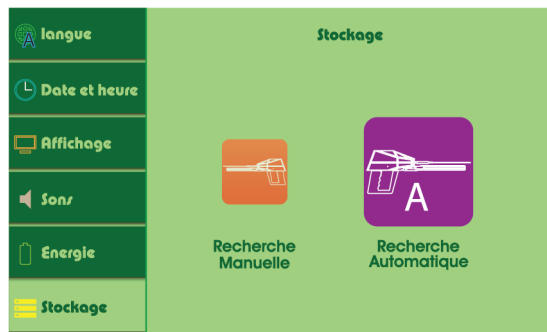 langue
Date et heure
Affichage
Sons
Energie
Stockage
Stockage
A
Recherche
Manuelle
Recherche
Automatique